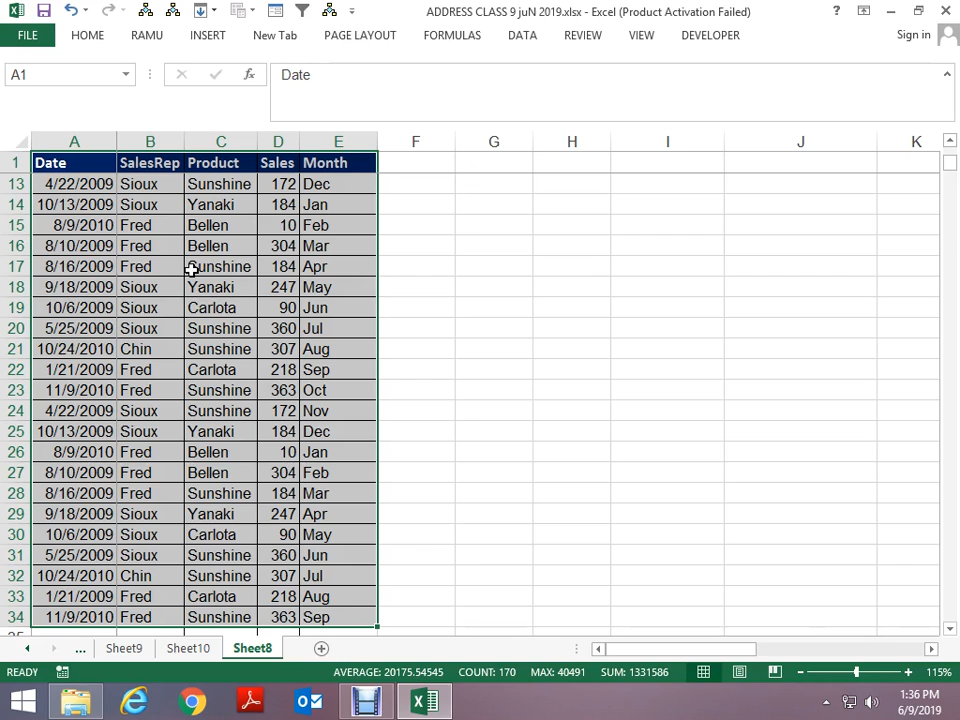 ADDRESS CLASS 9 juN 2019.xlsx - Excel (Product Activation Failed)
FILE HOME RAMU INSERT New Tab PAGE LAYOUT FORMULAS DATA REVIEW VIEW DEVELOPER Sign in
A1 fx Date
A B C D E F G H I J K
1 Date SalesRep Product Sales Month
13 4/22/2009 Sioux Sunshine 172 Dec
14 10/13/2009 Sioux Yanaki 184 Jan
15 8/9/2010 Fred Bellen 10 Feb
16 8/10/2009 Fred Bellen 304 Mar
17 8/16/2009 Fred Sunshine 184 Apr
18 9/18/2009 Sioux Yanaki 247 May
19 10/6/2009 Sioux Carlota 90 Jun
20 5/25/2009 Sioux Sunshine 360 Jul
21 10/24/2010 Chin Sunshine 307 Aug
22 1/21/2009 Fred Carlota 218 Sep
23 11/9/2010 Fred Sunshine 363 Oct
24 4/22/2009 Sioux Sunshine 172 Nov
25 10/13/2009 Sioux Yanaki 184 Dec
26 8/9/2010 Fred Bellen 10 Jan
27 8/10/2009 Fred Bellen 304 Feb
28 8/16/2009 Fred Sunshine 184 Mar
29 9/18/2009 Sioux Yanaki 247 Apr
30 10/6/2009 Sioux Carlota 90 May
31 5/25/2009 Sioux Sunshine 360 Jun
32 10/24/2010 Chin Sunshine 307 Jul
33 1/21/2009 Fred Carlota 218 Aug
34 11/9/2010 Fred Sunshine 363 Sep
... Sheet9 Sheet10 Sheet8
READY AVERAGE: 20175.54545 COUNT: 170 MAX: 40491 SUM: 1331586 115%
1:36 PM
6/9/2019